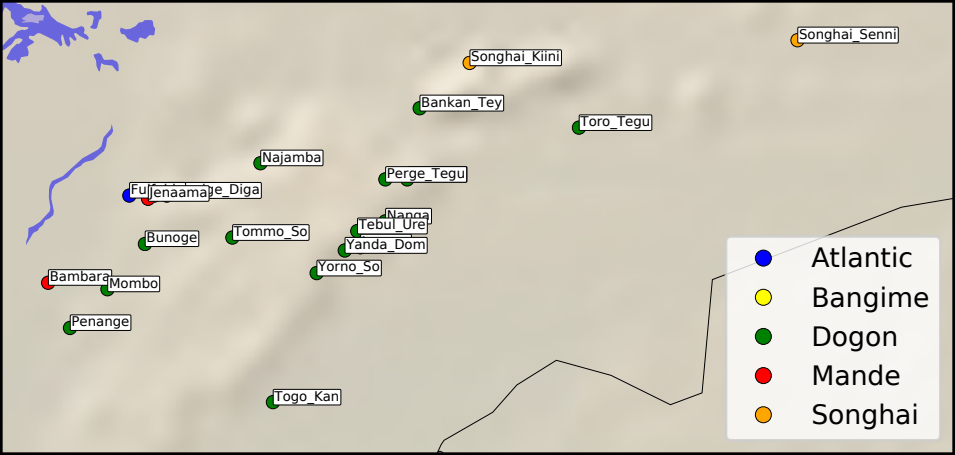 Songhai_Senni
Songhai_Kiini
Bankan_Tey
Toro_Tegu
Najamba
Perge_Tegu
Jenaama
Nanga
Tebul_Ure
Tommo_So
Bunoge
Yanda_Dom
Yorno_So
Bambara
Mombo
Penange
Togo_Kan
Atlantic
Bangime
Dogon
Mande
Songhai